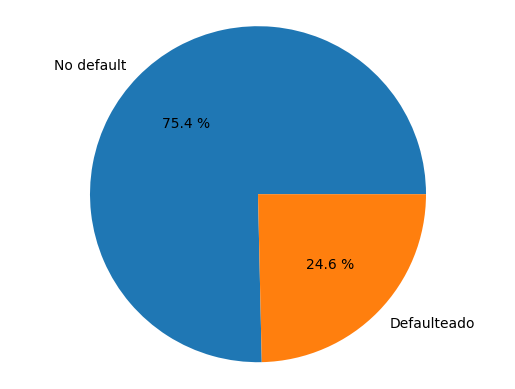 No default
75.4 %
24.6 %
Defaulteado